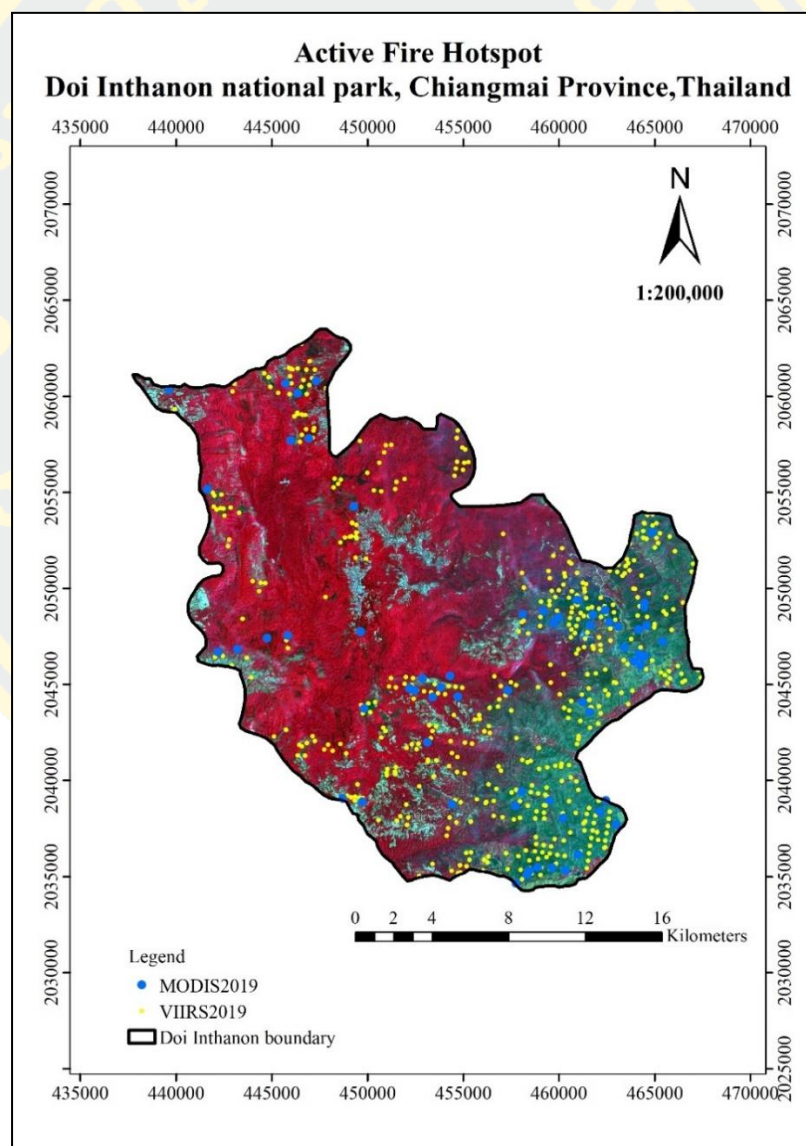 Active Fire Hotspot
Doi Inthanon national park, Chiangmai Province,Thailand
435000 440000 445000 450000 455000 460000 465000 470000
N
1:200,000
2070000 2070000
2065000 2065000
2060000 2060000
2055000 2055000
2050000 2050000
2045000 2045000
2040000 2040000
2035000 2035000
2030000 2030000
2025000
0 2 4 8 12 16
Kilometers
Legend
MODIS2019
VIIRS2019
Doi Inthanon boundary
435000 440000 445000 450000 455000 460000 465000 470000